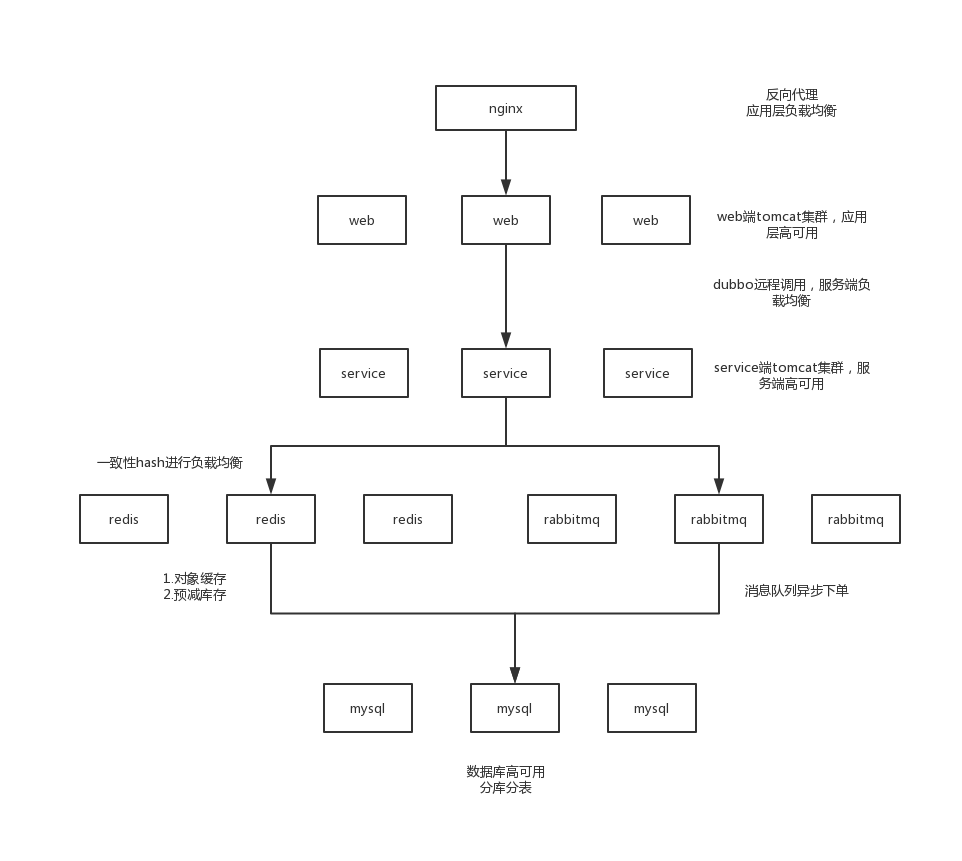 nginx
反向代理
应用层负载均衡
web
web
web
web端tomcat集群，应用
层高可用
dubbo远程调用，服务端负
载均衡
service
service
service
service端tomcat集群，服
务端高可用
一致性hash进行负载均衡
redis
redis
redis
rabbitmq
rabbitmq
rabbitmq
1.对象缓存
2.预减库存
消息队列异步下单
mysql
mysql
mysql
数据库高可用
分库分表